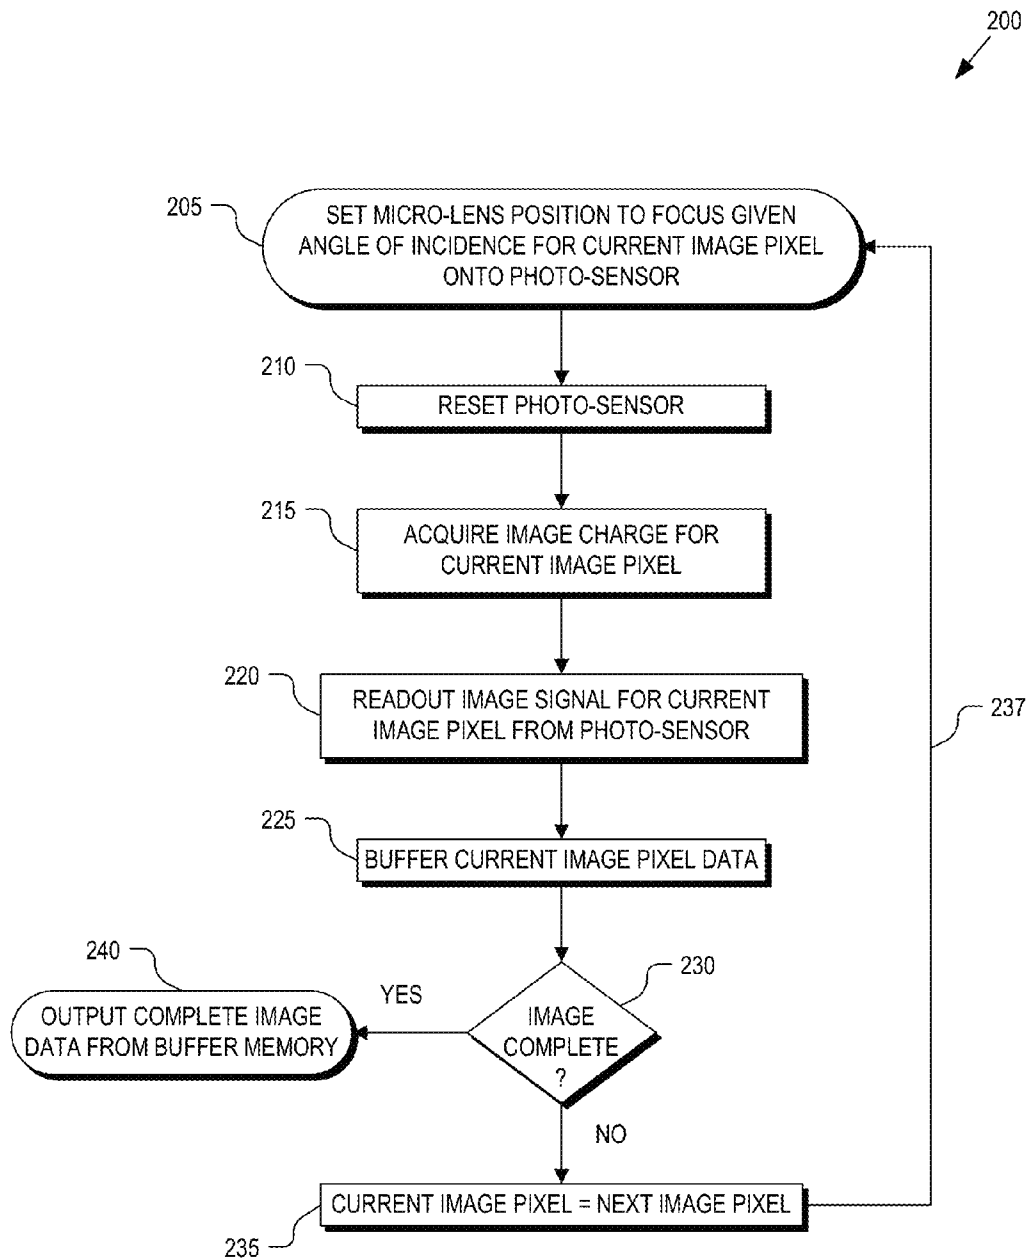 200
205
SET MICRO-LENS POSITION TO FOCUS GIVEN
ANGLE OF INCIDENCE FOR CURRENT IMAGE PIXEL
ONTO PHOTO-SENSOR
210
RESET PHOTO-SENSOR
215
ACQUIRE IMAGE CHARGE FOR
CURRENT IMAGE PIXEL
220
READOUT IMAGE SIGNAL FOR CURRENT
IMAGE PIXEL FROM PHOTO-SENSOR
237
225
BUFFER CURRENT IMAGE PIXEL DATA
240
OUTPUT COMPLETE IMAGE
DATA FROM BUFFER MEMORY
YES
230
IMAGE
COMPLETE
?
NO
CURRENT IMAGE PIXEL = NEXT IMAGE PIXEL
235